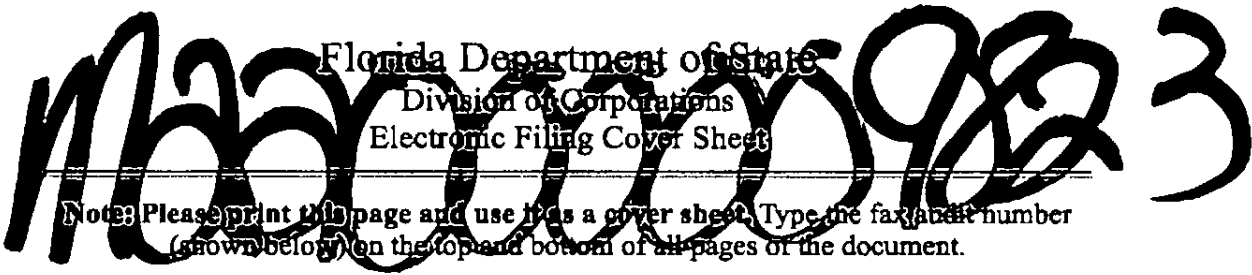 M22000009823
Florida Department of State
Division of Corporations
Electronic Filing Cover Sheet
Note: Please print this page and use it as a cover sheet. Type the fax audit number
(shown below) on the top and bottom of all pages of the document.